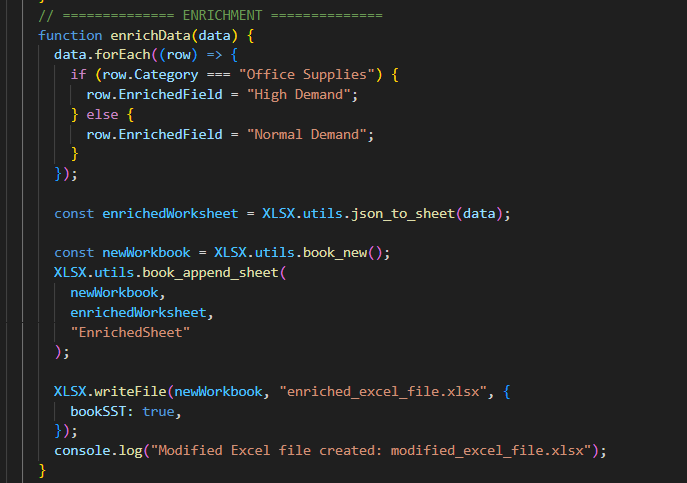 }
// ============== ENRICHMENT ==============
function enrichData(data) {
data.forEach((row) => {
if (row.Category === "Office Supplies") {
row.EnrichedField = "High Demand";
} else {
row.EnrichedField = "Normal Demand";
}
});
const enrichedWorksheet = XLSX.utils.json_to_sheet(data);
const newWorkbook = XLSX.utils.book_new();
XLSX.utils.book_append_sheet(
newWorkbook,
enrichedWorksheet,
"EnrichedSheet"
);
XLSX.writeFile(newWorkbook, "enriched_excel_file.xlsx", {
bookSST: true,
});
console.log("Modified Excel file created: modified_excel_file.xlsx");
}